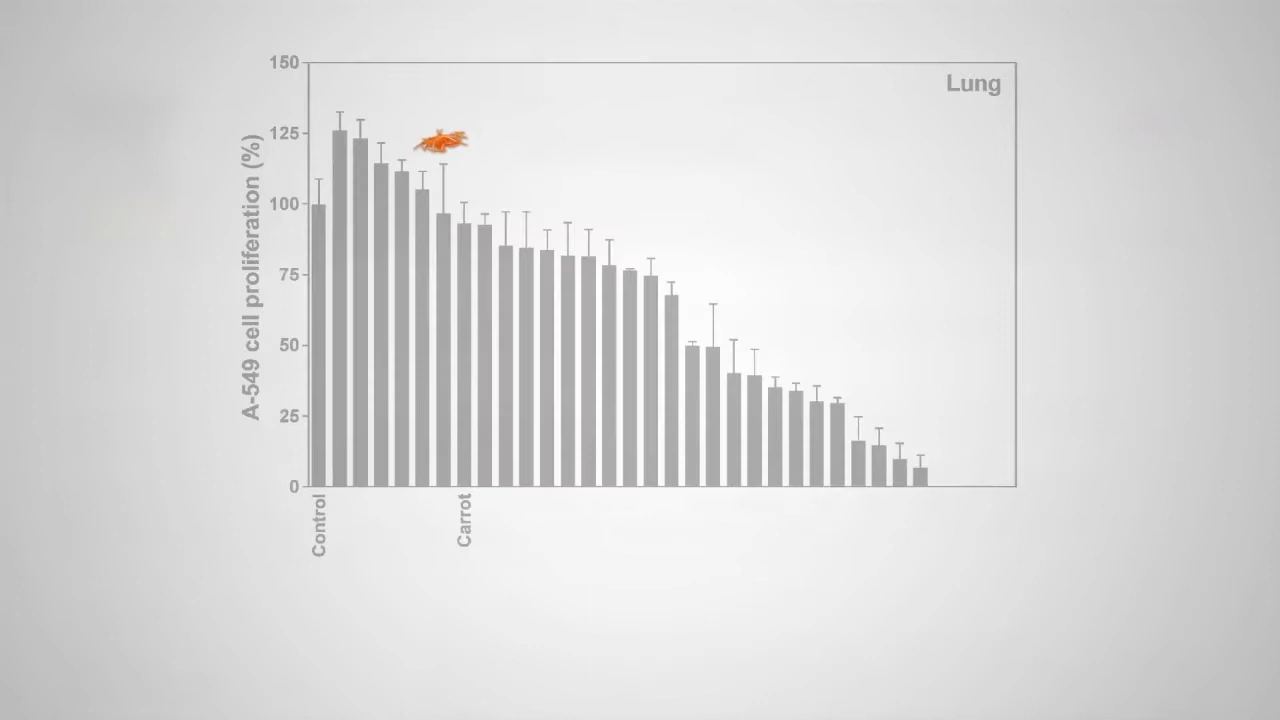 Lung
A-549 cell proliferation (%)
150
125
100
75
50
25
0
Control
Carrot